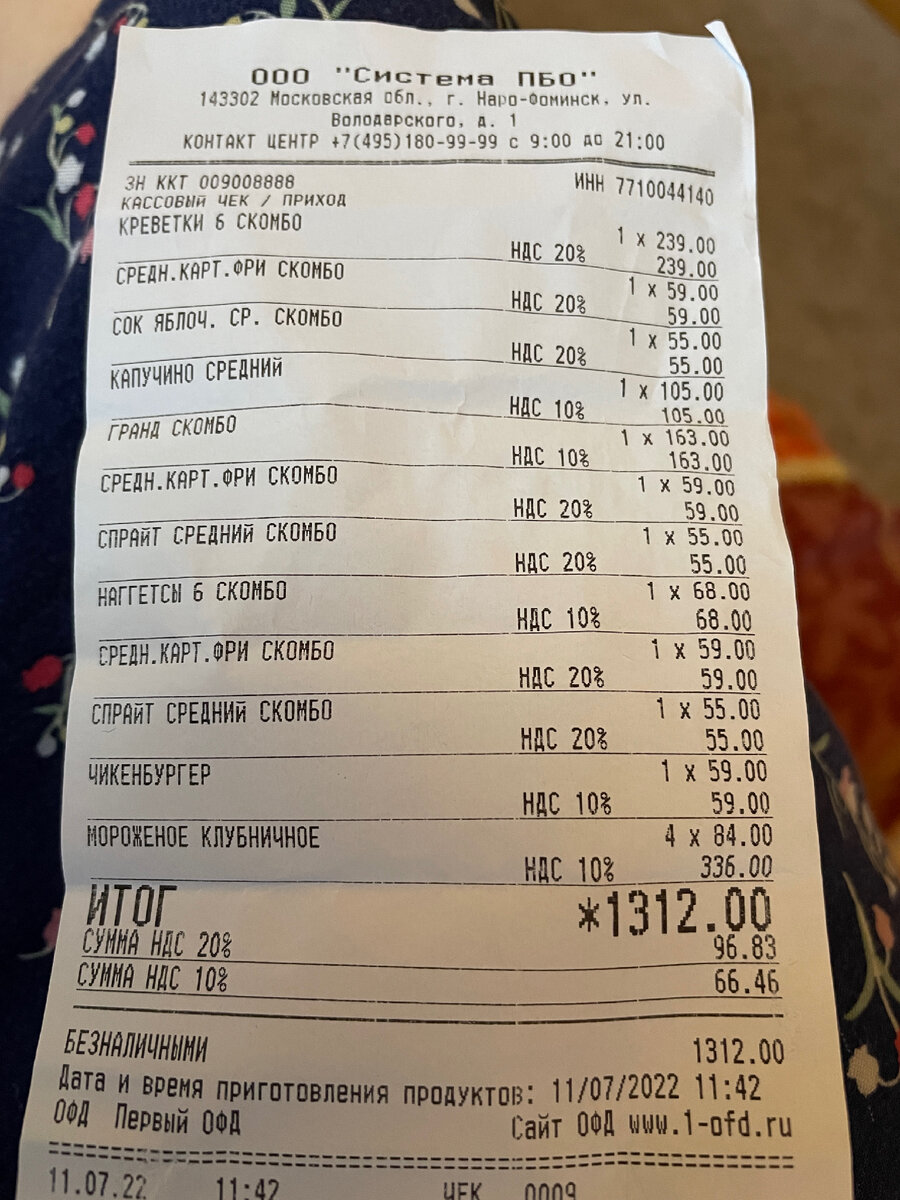 ООО "Система ПБО"
143302 Московская обл., г. Наро-Фоминск, ул.
Володарского, д. 1
КОНТАКТ ЦЕНТР +7(495)180-99-99 с 9:00 до 21:00
ЗН ККТ 009008888 ИНН 7710044140
КАССОВЫЙ ЧЕК / ПРИХОД
КРЕВЕТКИ 6 СКОМБО 1 x 239.00
НДС 20% 239.00
СРЕДН.КАРТ.ФРИ СКОМБО 1 x 59.00
НДС 20% 59.00
СОК ЯБЛОЧ. СР. СКОМБО 1 x 55.00
НДС 20% 55.00
КАПУЧИНО СРЕДНИЙ 1 x 105.00
НДС 10% 105.00
ГРАНД СКОМБО 1 x 163.00
НДС 10% 163.00
СРЕДН.КАРТ.ФРИ СКОМБО 1 x 59.00
НДС 20% 59.00
СПРАЙТ СРЕДНИЙ СКОМБО 1 x 55.00
НДС 20% 55.00
НАГГЕТСЫ 6 СКОМБО 1 x 68.00
НДС 10% 68.00
СРЕДН.КАРТ.ФРИ СКОМБО 1 x 59.00
НДС 20% 59.00
СПРАЙТ СРЕДНИЙ СКОМБО 1 x 55.00
НДС 20% 55.00
ЧИКЕНБУРГЕР 1 x 59.00
НДС 10% 59.00
МОРОЖЕНОЕ КЛУБНИЧНОЕ 4 x 84.00
НДС 10% 336.00
ИТОГ *1312.00
СУММА НДС 20% 96.83
СУММА НДС 10% 66.46
БЕЗНАЛИЧНЫМИ 1312.00
Дата и время приготовления продуктов: 11/07/2022 11:42
ОФД Первый ОФД Сайт ОФД www.1-ofd.ru
11.07.22 11:42 ЧЕК 0009